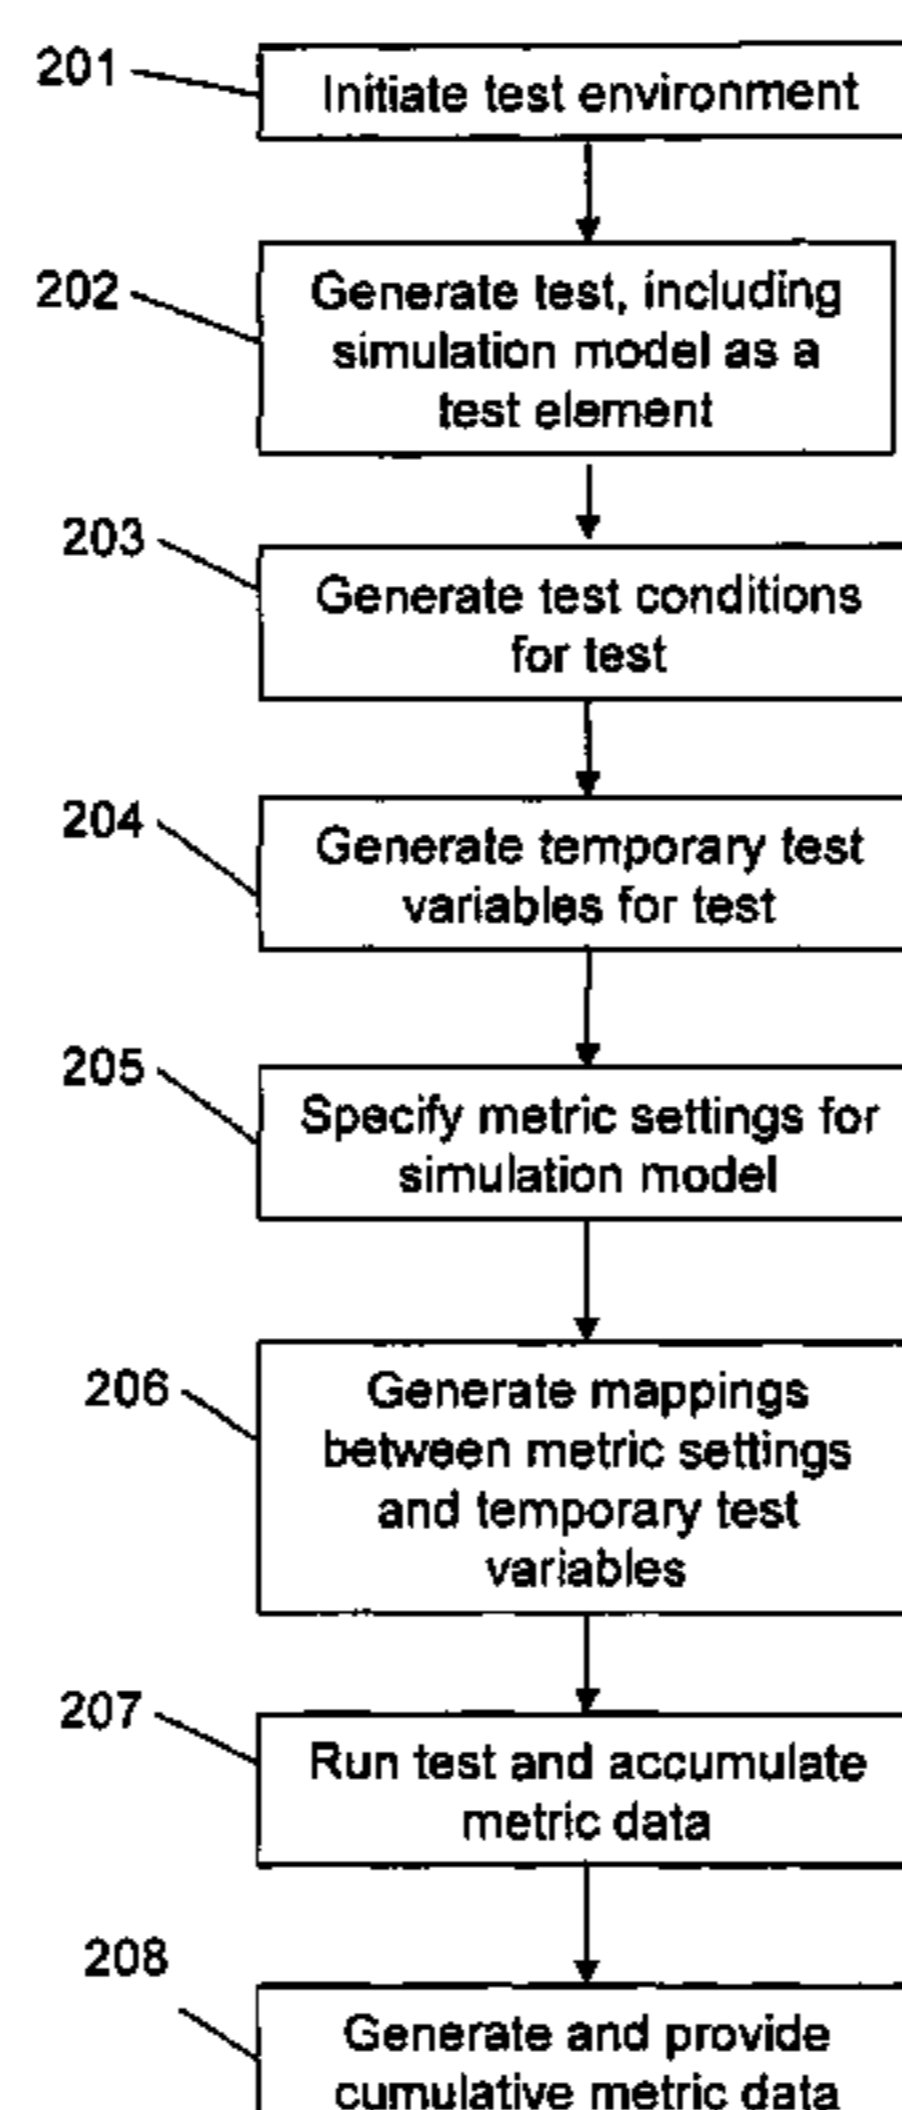 201
Initiate test environment
202
Generate test, including
simulation model as a
test element
203
Generate test conditions
for test
204
Generate temporary test
variables for test
205
Specify metric settings for
simulation model
206
Generate mappings
between metric settings
and temporary test
variables
207
Run test and accumulate
metric data
208
Generate and provide
cumulative metric data